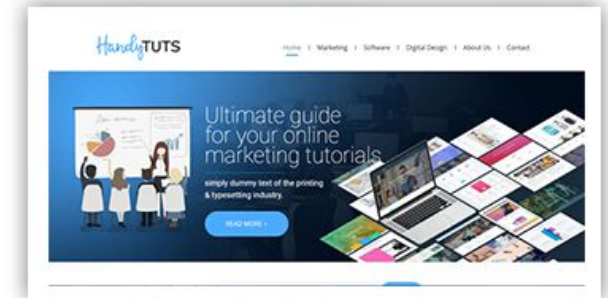 HandyTUTS
Home | Marketing | Software | Digital Design | About Us | Contact
Ultimate guide
for your online
marketing tutorials
simply dummy text of the printing
& typesetting industry.
READ MORE >